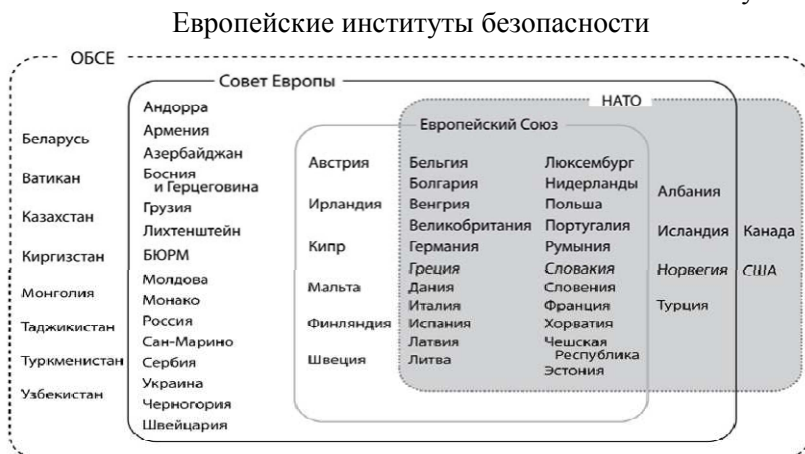 Европейские институты безопасности
ОБСЕ
Совет Европы
НАТО
Европейский Союз
Беларусь
Ватикан
Казахстан
Киргизстан
Монголия
Таджикистан
Туркменистан
Узбекистан
Андорра
Армения
Азербайджан
Босния
и Герцеговина
Грузия
Лихтенштейн
БЮРМ
Молдова
Монако
Россия
Сан-Марино
Сербия
Украина
Черногория
Швейцария
Австрия
Ирландия
Кипр
Мальта
Финляндия
Швеция
Бельгия
Болгария
Венгрия
Великобритания
Германия
Греция
Дания
Италия
Испания
Латвия
Литва
Люксембург
Нидерланды
Польша
Португалия
Румыния
Словакия
Словения
Франция
Хорватия
Чешская
Республика
Эстония
Албания
Исландия
Норвегия
Турция
Канада
США